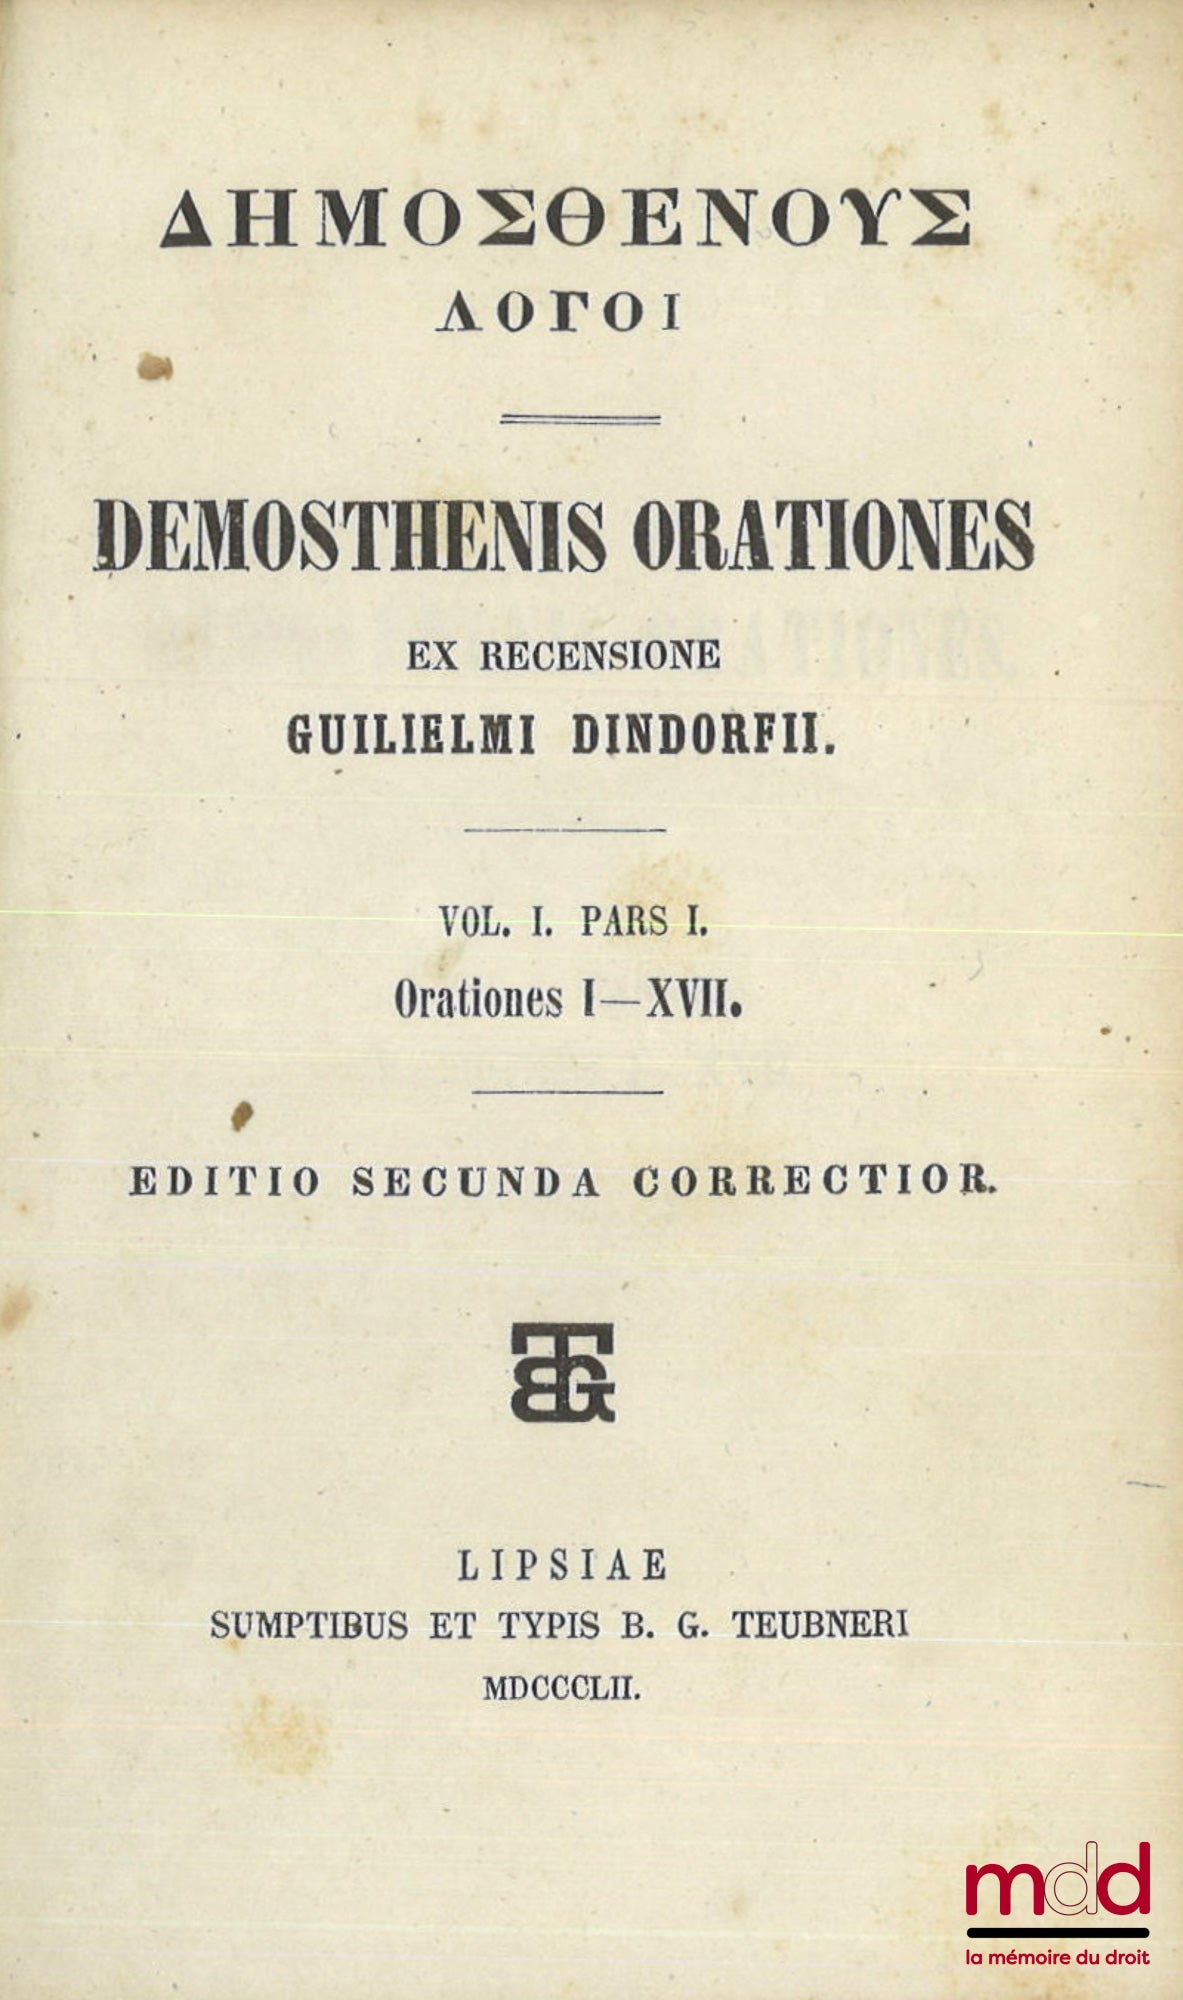 ΔΗΜΟΣΘΕΝΟΥΣ
ΛΟΓΟΙ
DEMOSTHENIS ORATIONES
EX RECENSIONE
GUILIELMI DINDORFII.
VOL. I. PARS I.
Orationes I—XVII.
EDITIO SECUNDA CORRECTIOR.
BTG
LIPSIAE
SUMPTIBUS ET TYPIS B. G. TEUBNERI
MDCCCLII.
mdd
la mémoire du droit